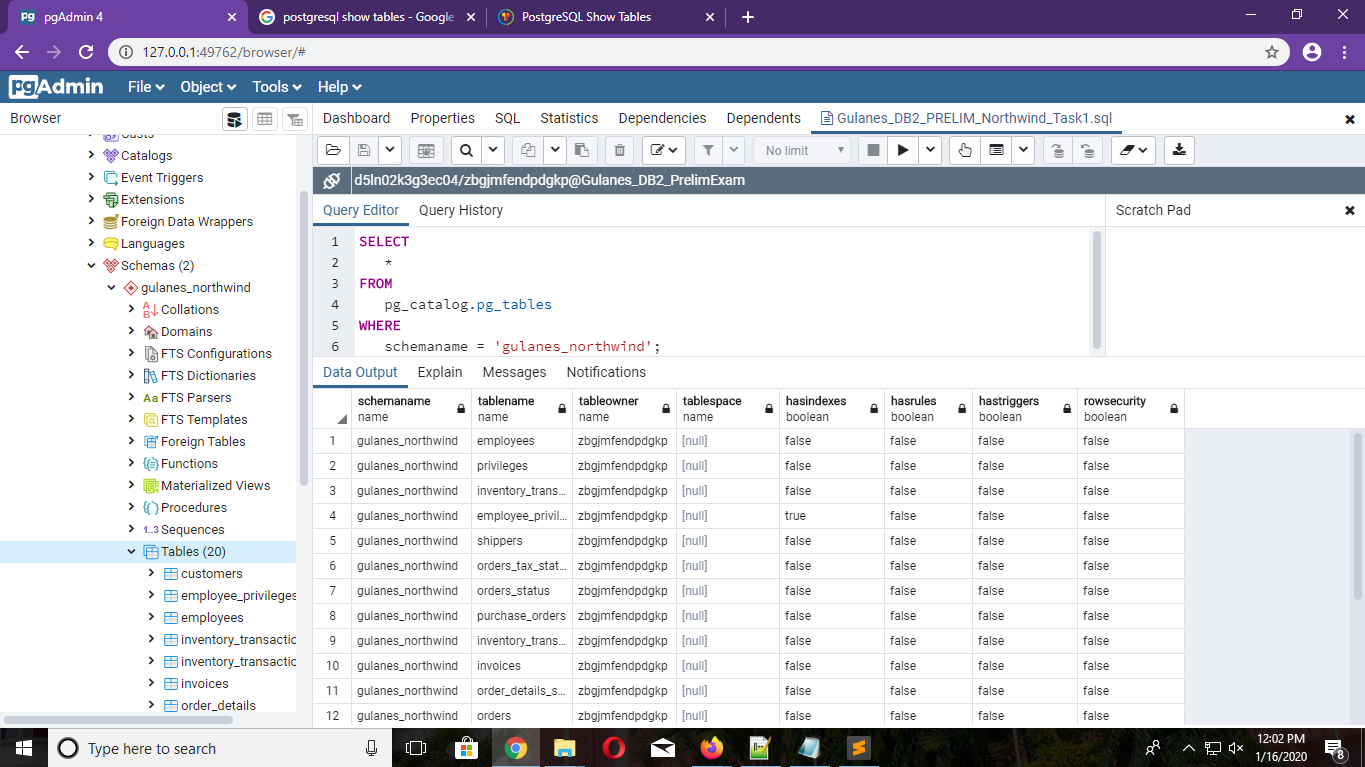 pgAdmin 4
postgresql show tables - Google
PostgreSQL Show Tables
127.0.0.1:49762/browser/#
pgAdmin
File Object Tools Help
Browser
Dashboard Properties SQL Statistics Dependencies Dependents Gulanes_DB2_PRELIM_Northwind_Task1.sql
No limit
d5ln02k3g3ec04/zbgjmfendpdgkp@Gulanes_DB2_PrelimExam
Casts
Catalogs
Event Triggers
Extensions
Foreign Data Wrappers
Languages
Schemas (2)
gulanes_northwind
Collations
Domains
FTS Configurations
FTS Dictionaries
FTS Parsers
FTS Templates
Foreign Tables
Functions
Materialized Views
Procedures
1..3 Sequences
Tables (20)
customers
employee_privileges
employees
inventory_transactio
inventory_transactio
invoices
order_details
Query Editor Query History
Scratch Pad
1 SELECT
2 *
3 FROM
4 pg_catalog.pg_tables
5 WHERE
6 schemaname = 'gulanes_northwind';
Data Output Explain Messages Notifications
schemaname tablename tableowner tablespace hasindexes hasrules hastriggers rowsecurity
name name name name boolean boolean boolean boolean
1 gulanes_northwind employees zbgjmfendpdgkp [null] false false false false
2 gulanes_northwind privileges zbgjmfendpdgkp [null] false false false false
3 gulanes_northwind inventory_trans... zbgjmfendpdgkp [null] false false false false
4 gulanes_northwind employee_privil... zbgjmfendpdgkp [null] true false false false
5 gulanes_northwind shippers zbgjmfendpdgkp [null] false false false false
6 gulanes_northwind orders_tax_stat... zbgjmfendpdgkp [null] false false false false
7 gulanes_northwind orders_status zbgjmfendpdgkp [null] false false false false
8 gulanes_northwind purchase_orders zbgjmfendpdgkp [null] false false false false
9 gulanes_northwind inventory_trans... zbgjmfendpdgkp [null] false false false false
10 gulanes_northwind invoices zbgjmfendpdgkp [null] false false false false
11 gulanes_northwind order_details_s... zbgjmfendpdgkp [null] false false false false
12 gulanes_northwind orders zbgjmfendpdgkp [null] false false false false
Type here to search
12:02 PM
1/16/2020
8